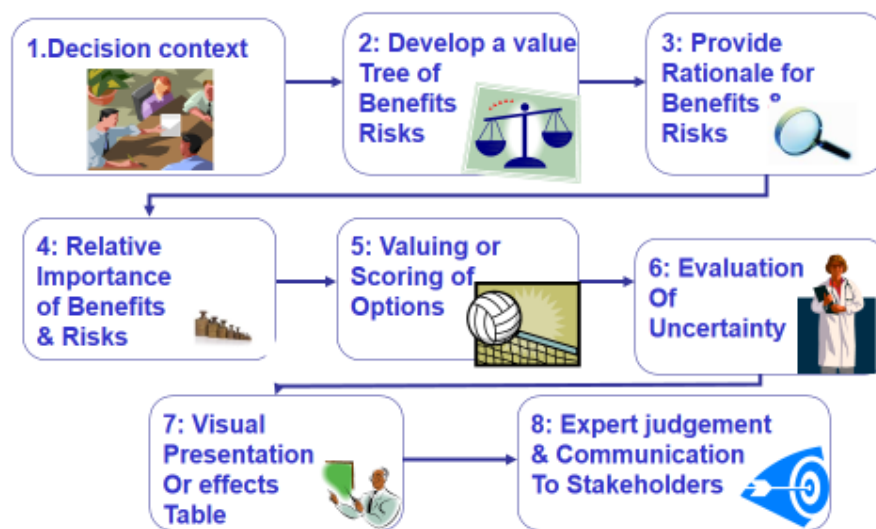 1.Decision context
2: Develop a value
Tree of
Benefits
Risks
3: Provide
Rationale for
Benefits &
Risks
4: Relative
Importance
of Benefits
& Risks
5: Valuing or
Scoring of
Options
6: Evaluation
Of
Uncertainty
7: Visual
Presentation
Or effects
Table
8: Expert judgement
& Communication
To Stakeholders